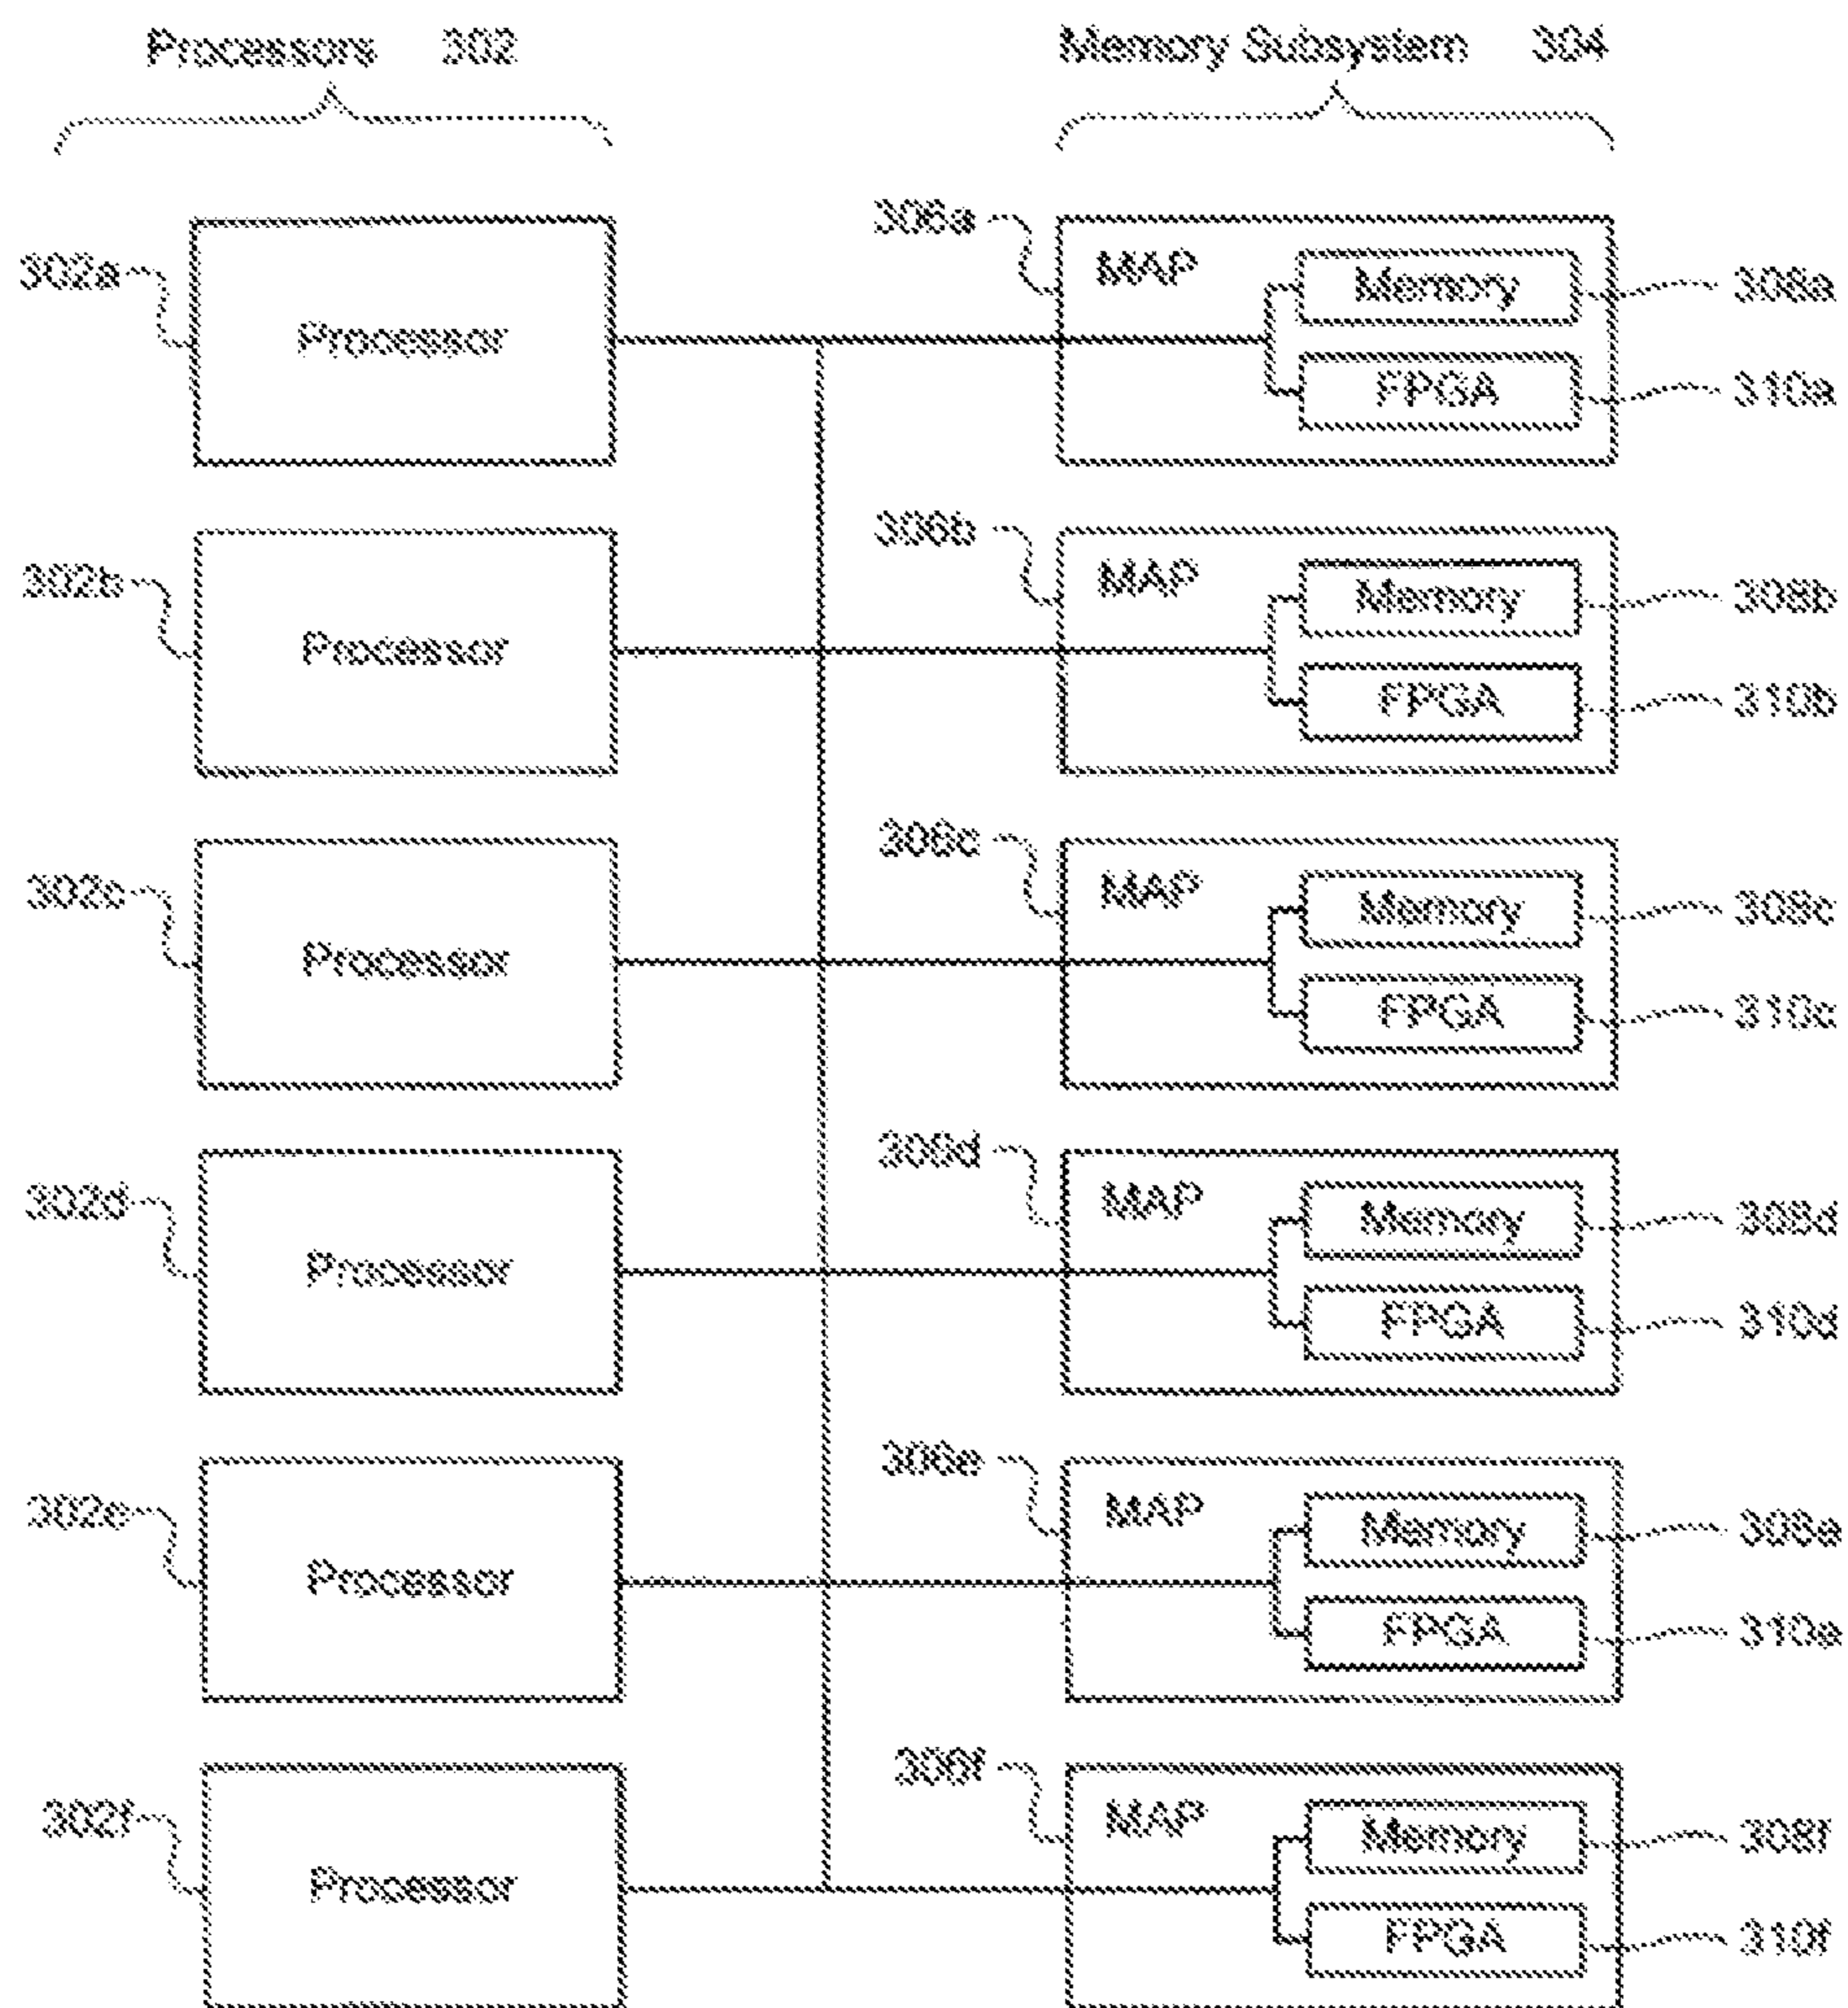 Processors 302
Memory Subsystem 304
306a
302a
Processor
MAP
Memory
308a
FPGA
310a
306b
302b
Processor
MAP
Memory
308b
FPGA
310b
306c
302c
Processor
MAP
Memory
308c
FPGA
310c
306d
302d
Processor
MAP
Memory
308d
FPGA
310d
306e
302e
Processor
MAP
Memory
308e
FPGA
310e
306f
302f
Processor
MAP
Memory
308f
FPGA
310f